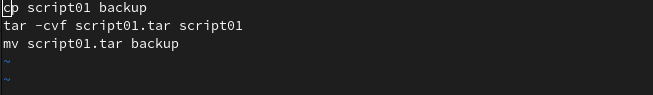 cp script01 backup
tar -cvf script01.tar script01
mv script01.tar backup
~
~